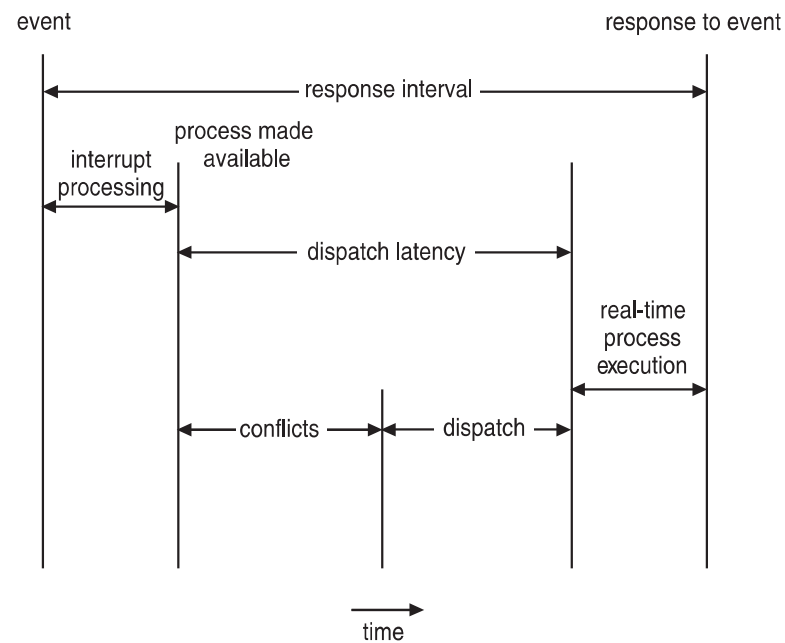 event
response to event
response interval
process made
available
interrupt
processing
dispatch latency
real-time
process
execution
conflicts
dispatch
time